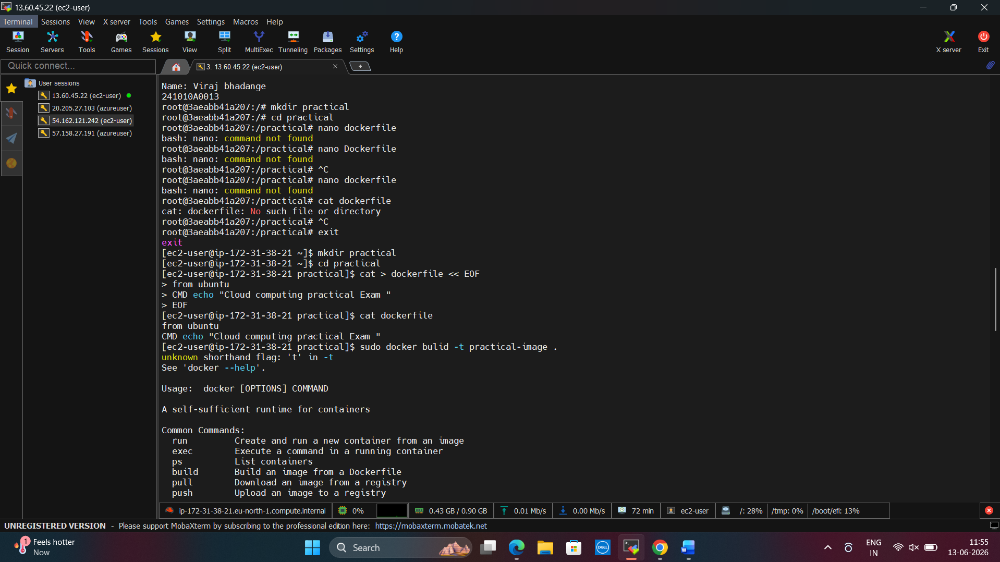 13.60.45.22 (ec2-user)
Terminal Sessions View X server Tools Games Settings Macros Help
Session Servers Tools Games Sessions View Split MultiExec Tunneling Packages Settings Help X server Exit
Quick connect...
3. 13.60.45.22 (ec2-user)
User sessions
13.60.45.22 (ec2-user)
20.205.27.103 (azureuser)
54.162.121.242 (ec2-user)
57.158.27.191 (azureuser)
Name: Viraj bhadange
241010A0013
root@3aeabb41a207:/# mkdir practical
root@3aeabb41a207:/# cd practical
root@3aeabb41a207:/practical# nano dockerfile
bash: nano: command not found
root@3aeabb41a207:/practical# nano Dockerfile
bash: nano: command not found
root@3aeabb41a207:/practical# ^C
root@3aeabb41a207:/practical# nano dockerfile
bash: nano: command not found
root@3aeabb41a207:/practical# cat dockerfile
cat: dockerfile: No such file or directory
root@3aeabb41a207:/practical# ^C
root@3aeabb41a207:/practical# exit
exit
[ec2-user@ip-172-31-38-21 ~]$ mkdir practical
[ec2-user@ip-172-31-38-21 ~]$ cd practical
[ec2-user@ip-172-31-38-21 practical]$ cat > dockerfile << EOF
> from ubuntu
> CMD echo "Cloud computing practical Exam "
> EOF
[ec2-user@ip-172-31-38-21 practical]$ cat dockerfile
from ubuntu
CMD echo "Cloud computing practical Exam "
[ec2-user@ip-172-31-38-21 practical]$ sudo docker bulid -t practical-image .
unknown shorthand flag: 't' in -t
See 'docker --help'.
Usage:  docker [OPTIONS] COMMAND
A self-sufficient runtime for containers
Common Commands:
run         Create and run a new container from an image
exec        Execute a command in a running container
ps          List containers
build       Build an image from a Dockerfile
pull        Download an image from a registry
push        Upload an image to a registry
ip-172-31-38-21.eu-north-1.compute.internal 0% 0.43 GB / 0.90 GB 0.01 Mb/s 0.00 Mb/s 72 min ec2-user /: 28% /tmp: 0% /boot/efi: 13%
UNREGISTERED VERSION - Please support MobaXterm by subscribing to the professional edition here: https://mobaxterm.mobatek.net
1 Feels hotter
Now
Search
DELL
W
ENG
IN
11:55
13-06-2026